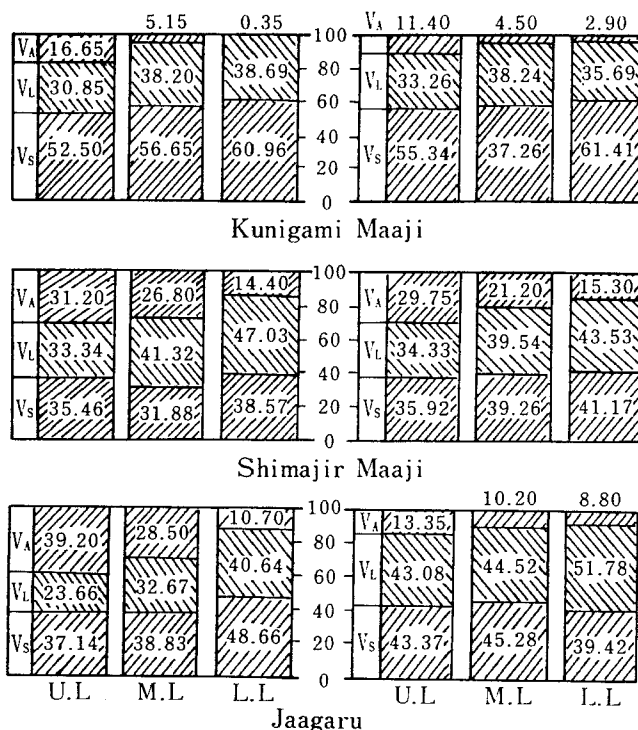 5.15 0.35 100 VA 11.40 4.50 2.90
VA 16.65 80
VL 30.85 38.20 38.69 60 VL 33.26 38.24 35.69
40
VS 52.50 56.65 60.96 VS 55.34 37.26 61.41
20
0
Kunigami Maaji
100
VA 31.20 26.80 14.40 80 VA 29.75 21.20 15.30
60
VL 33.34 41.32 47.03 VL 34.33 39.54 43.53
40
VS 35.46 31.88 38.57 20 VS 35.92 39.26 41.17
0
Shimajir Maaji
10.20 8.80
100
VA 39.20 28.50 10.70 80 VA 13.35
VL 23.66 32.67 40.64 60 VL 43.08 44.52 51.78
40
VS 37.14 38.83 48.66 20 VS 43.37 45.28 39.42
0
U.L M.L L.L U.L M.L L.L
Jaagaru